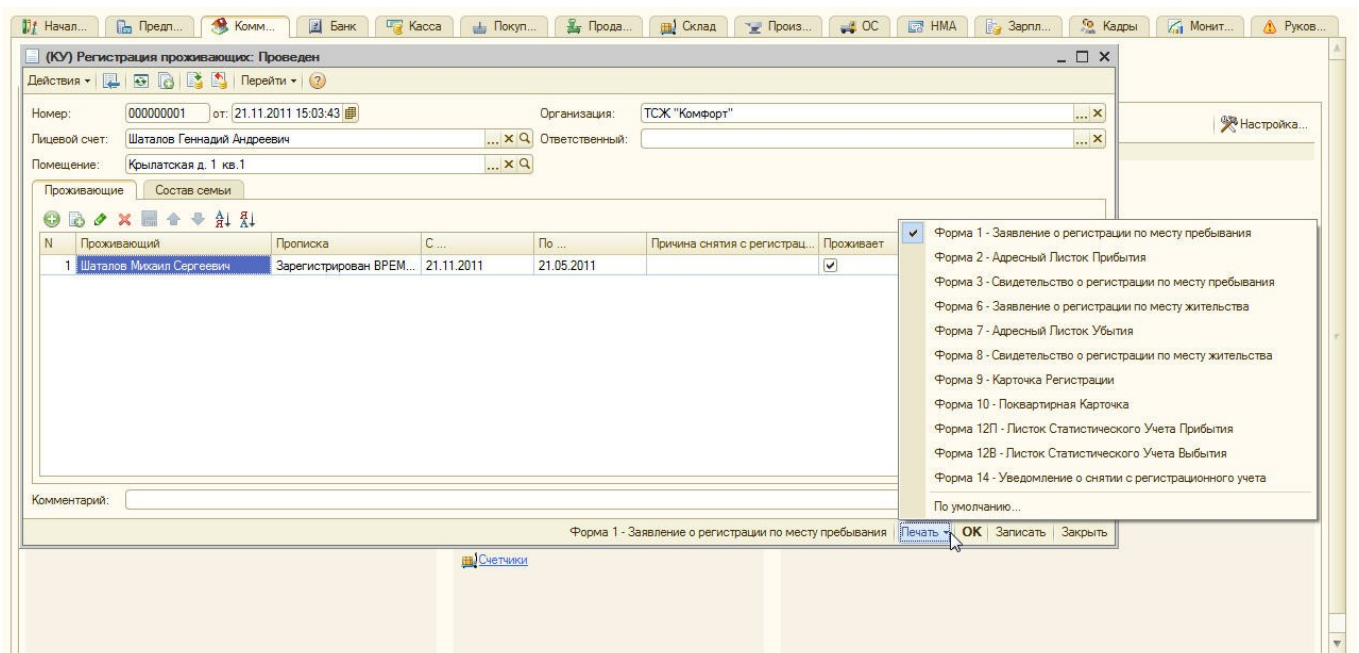 Начал... Предп... Комм... Банк Касса Покуп... Прода... Склад Произ... ОС НМА Зарпл... Кадры Монит... Руков...
(КУ) Регистрация проживающих: Проведен
Действия Перейти
Номер: 000000001 от: 21.11.2011 15:03:43 Организация: ТСЖ "Комфорт"
Настройка...
Лицевой счет: Шаталов Геннадий Андреевич ... Ответственный: ...
Помещение: Крылатская д. 1 кв.1 ...
Проживающие Состав семьи
N Проживающий Прописка С ... По ... Причина снятия с регистрац... Проживает
1 Шаталов Михаил Сергеевич Зарегистрирован ВРЕМ... 21.11.2011 21.05.2011
Форма 1 - Заявление о регистрации по месту пребывания
Форма 2 - Адресный Листок Прибытия
Форма 3 - Свидетельство о регистрации по месту пребывания
Форма 6 - Заявление о регистрации по месту жительства
Форма 7 - Адресный Листок Убытия
Форма 8 - Свидетельство о регистрации по месту жительства
Форма 9 - Карточка Регистрации
Форма 10 - Поквартирная Карточка
Форма 12П - Листок Статистического Учета Прибытия
Форма 12В - Листок Статистического Учета Выбытия
Форма 14 - Уведомление о снятии с регистрационного учета
По умолчанию...
Комментарий:
Форма 1 - Заявление о регистрации по месту пребывания Печать ОК Записать Закрыть
Счетчики